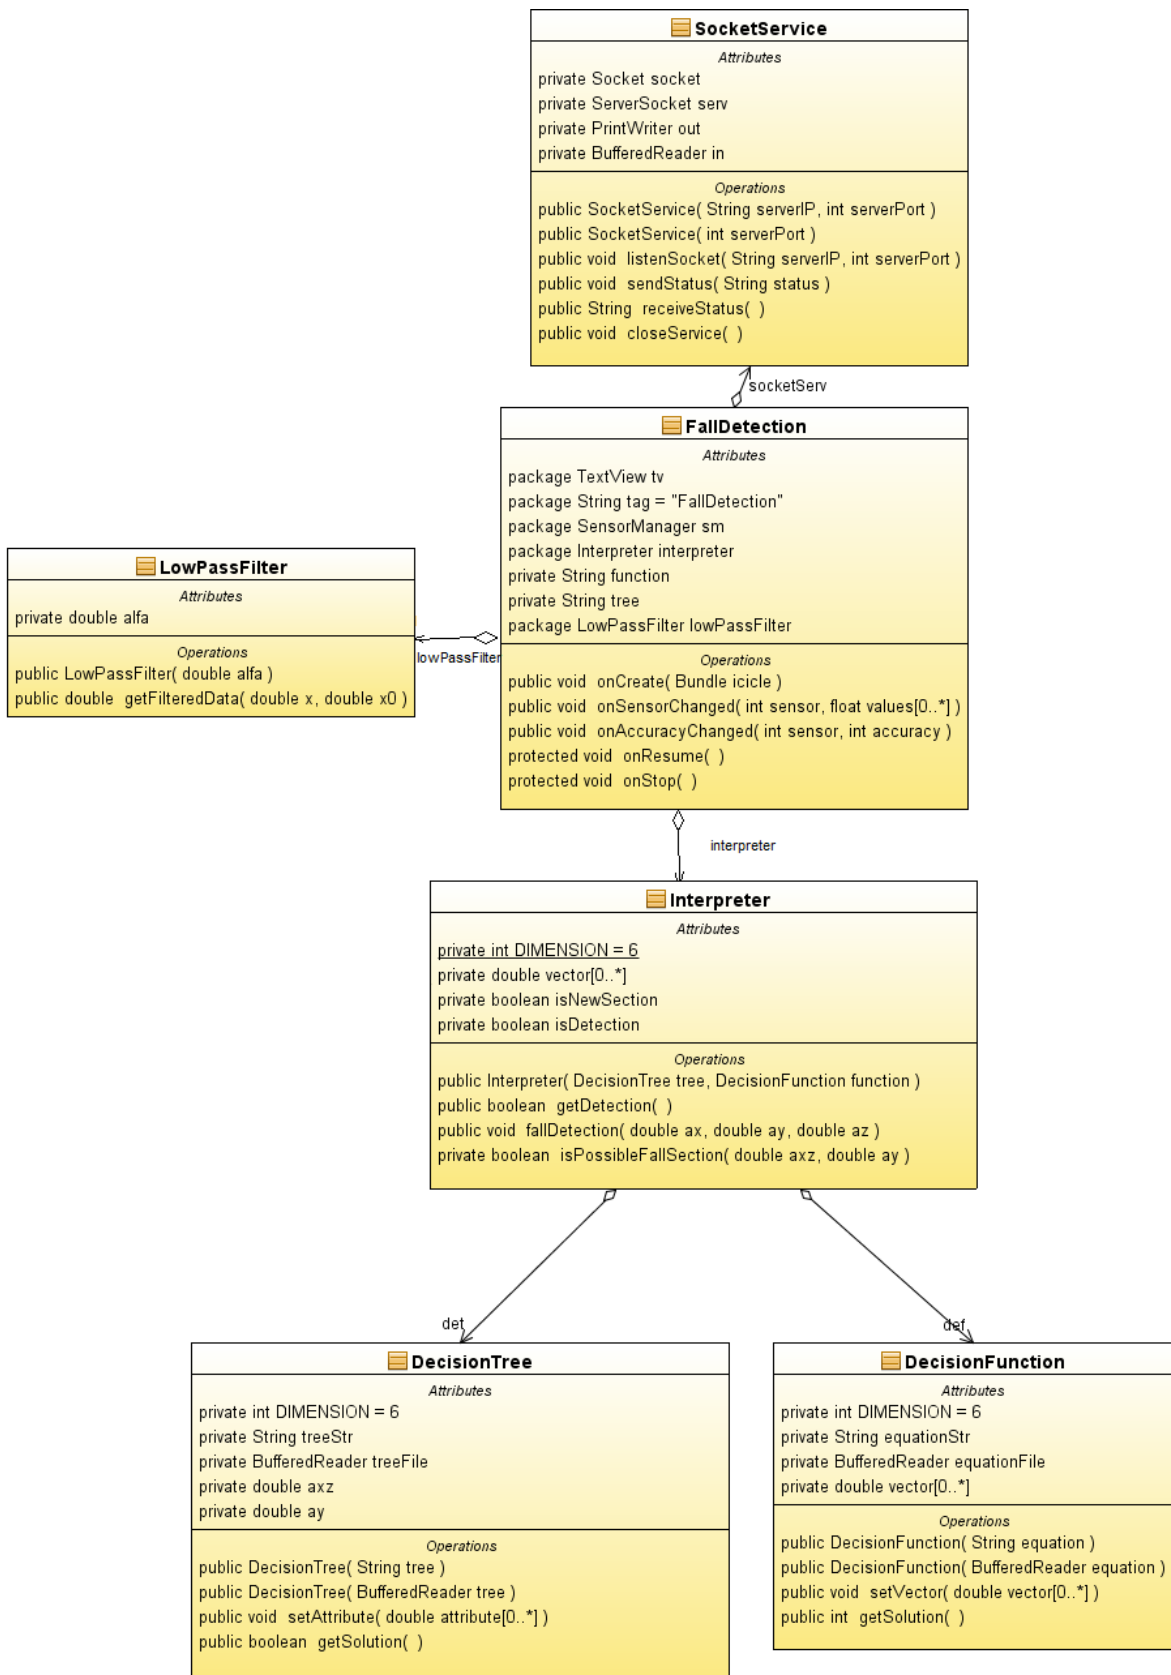 SocketService
Attributes
private Socket socket
private ServerSocket serv
private PrintWriter out
private BufferedReader in
Operations
public SocketService( String serverIP, int serverPort )
public SocketService( int serverPort )
public void listenSocket( String serverIP, int serverPort )
public void sendStatus( String status )
public String receiveStatus( )
public void closeService( )
socketServ
FallDetection
Attributes
package TextView tv
package String tag = "FallDetection"
package SensorManager sm
package Interpreter interpreter
private String function
private String tree
package LowPassFilter lowPassFilter
Operations
public void onCreate( Bundle icicle )
public void onSensorChanged( int sensor, float values[0..*] )
public void onAccuracyChanged( int sensor, int accuracy )
protected void onResume( )
protected void onStop( )
LowPassFilter
Attributes
private double alfa
Operations
public LowPassFilter( double alfa )
public double getFilteredData( double x, double x0 )
lowPassFilter
interpreter
Interpreter
Attributes
private int DIMENSION = 6
private double vector[0..*]
private boolean isNewSection
private boolean isDetection
Operations
public Interpreter( DecisionTree tree, DecisionFunction function )
public boolean getDetection( )
public void fallDetection( double ax, double ay, double az )
private boolean isPossibleFallSection( double axz, double ay )
det
def
DecisionTree
Attributes
private int DIMENSION = 6
private String treeStr
private BufferedReader treeFile
private double axz
private double ay
Operations
public DecisionTree( String tree )
public DecisionTree( BufferedReader tree )
public void setAttribute( double attribute[0..*] )
public boolean getSolution( )
DecisionFunction
Attributes
private int DIMENSION = 6
private String equationStr
private BufferedReader equationFile
private double vector[0..*]
Operations
public DecisionFunction( String equation )
public DecisionFunction( BufferedReader equation )
public void setVector( double vector[0..*] )
public int getSolution( )